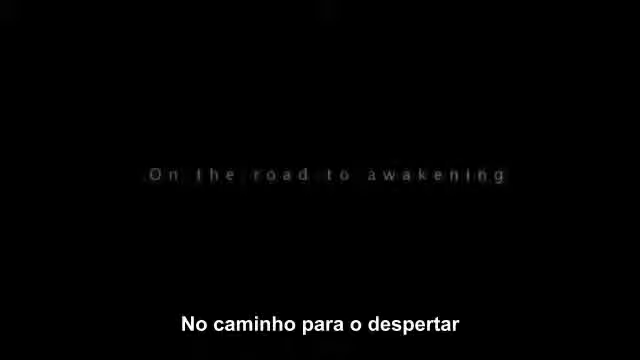 On the road to awakening
No caminho para o despertar